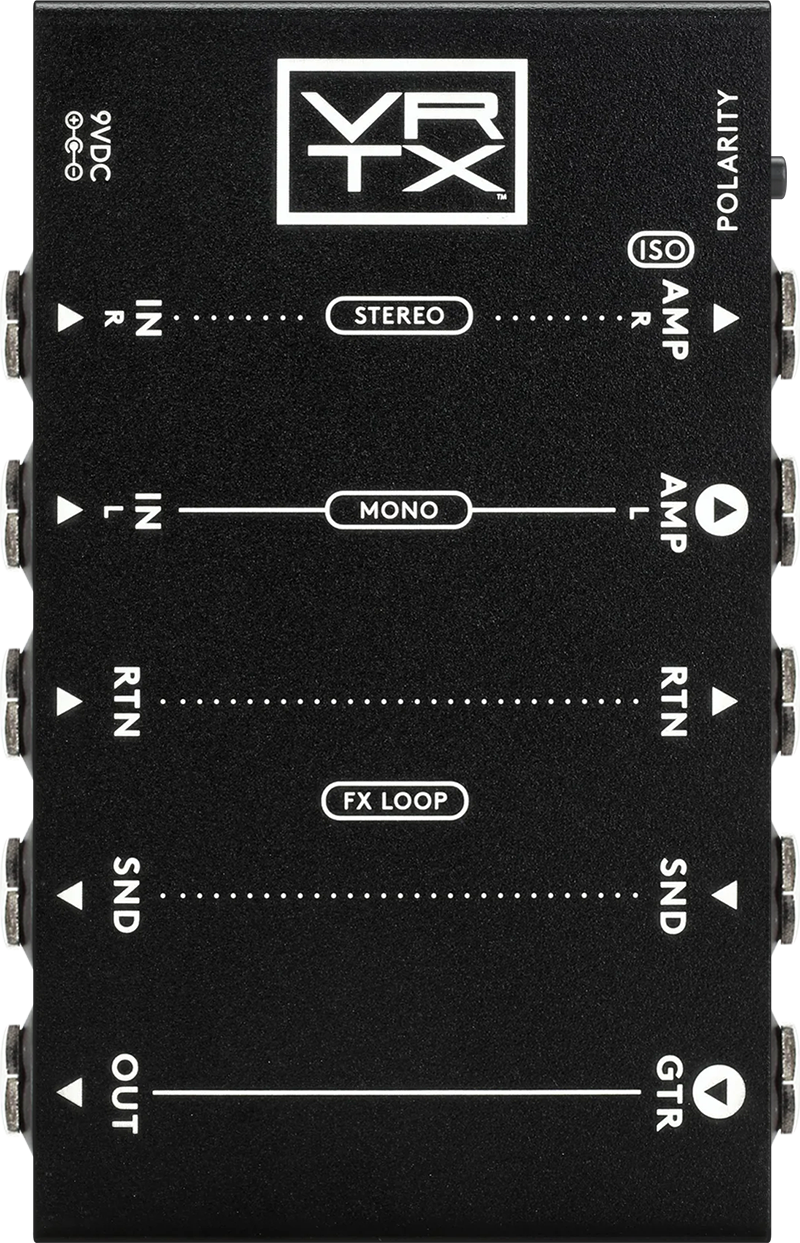 VR
TX
™
9VDC
POLARITY
ISO
IN
R
STEREO
R
AMP
IN
L
MONO
L
AMP
RTN
RTN
FX LOOP
SND
SND
OUT
GTR